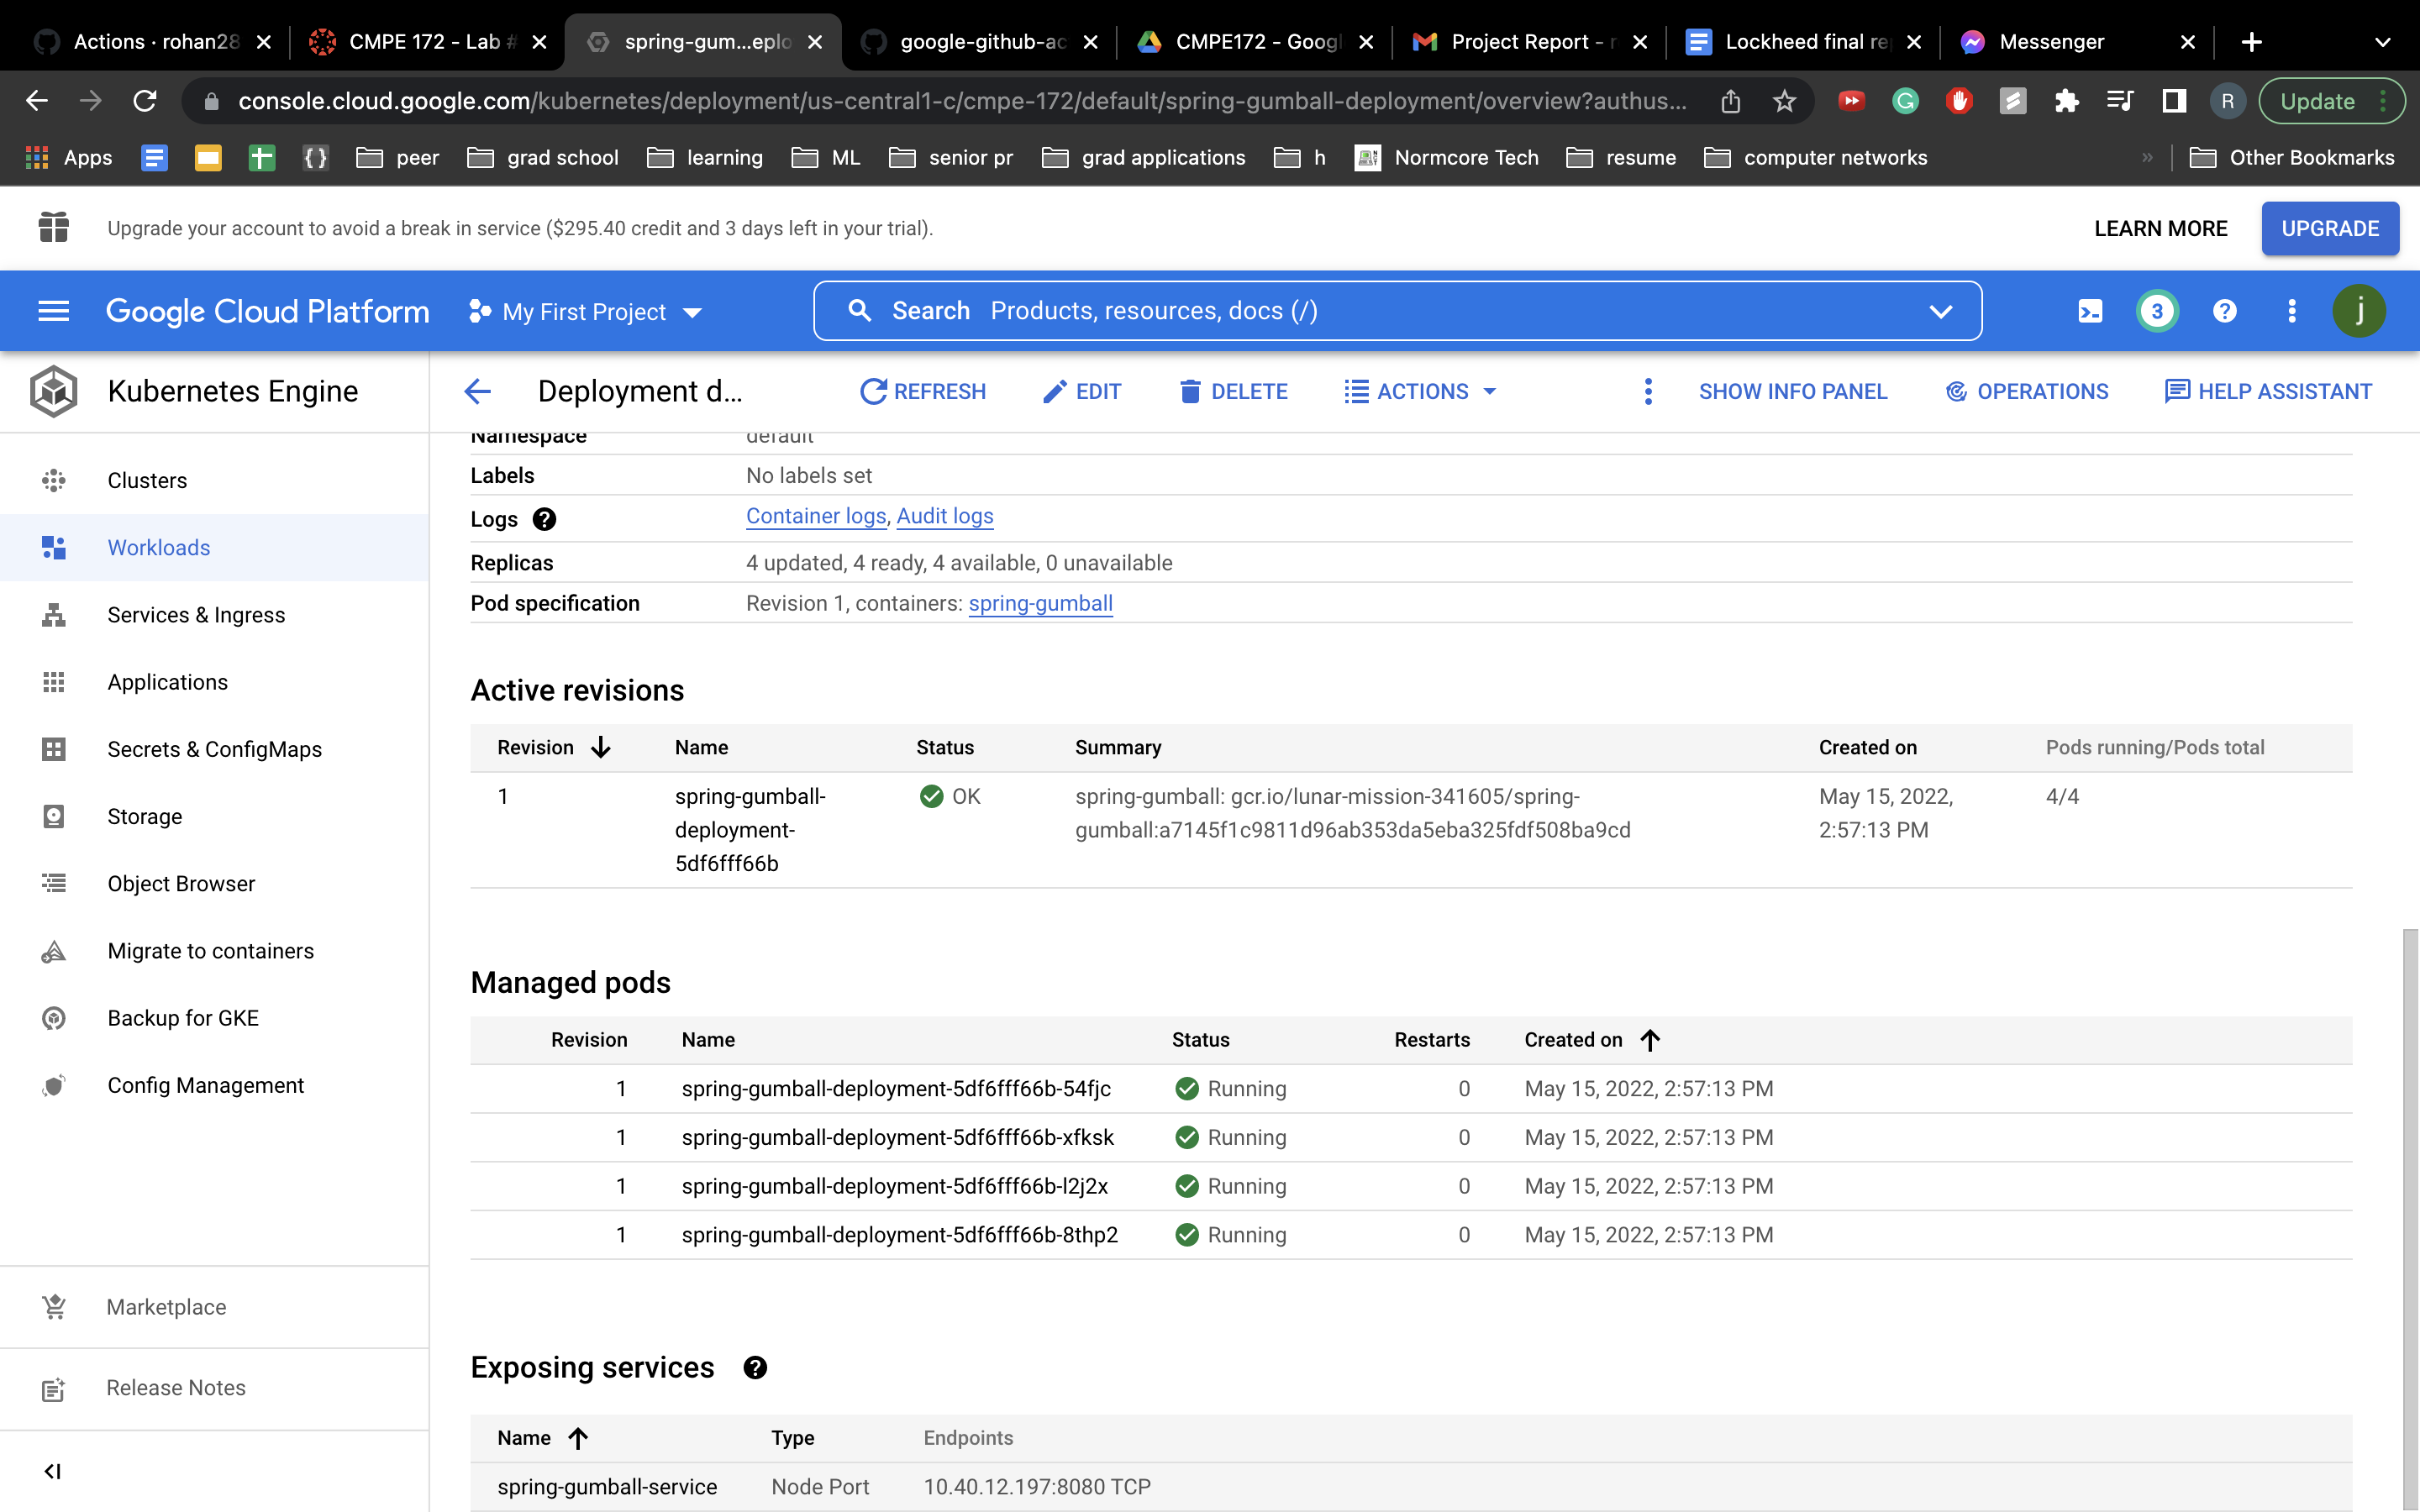 Actions · rohan28
CMPE 172 - Lab #
spring-gum...eplo
google-github-ac
CMPE172 - Googl
Project Report - r
Lockheed final re
Messenger
console.cloud.google.com/kubernetes/deployment/us-central1-c/cmpe-172/default/spring-gumball-deployment/overview?authus...
R
Update
Apps
peer
grad school
learning
ML
senior pr
grad applications
h
Normcore Tech
resume
computer networks
»
Other Bookmarks
Upgrade your account to avoid a break in service ($295.40 credit and 3 days left in your trial).
LEARN MORE
UPGRADE
Google Cloud Platform
My First Project
Search Products, resources, docs (/)
3
j
Kubernetes Engine
Deployment d...
REFRESH
EDIT
DELETE
ACTIONS
SHOW INFO PANEL
OPERATIONS
HELP ASSISTANT
Clusters
Workloads
Services & Ingress
Applications
Secrets & ConfigMaps
Storage
Object Browser
Migrate to containers
Backup for GKE
Config Management
Marketplace
Release Notes
Namespace default
Labels No labels set
Logs Container logs, Audit logs
Replicas 4 updated, 4 ready, 4 available, 0 unavailable
Pod specification Revision 1, containers: spring-gumball
Active revisions
Revision Name Status Summary Created on Pods running/Pods total
1 spring-gumball- OK spring-gumball: gcr.io/lunar-mission-341605/spring- May 15, 2022, 4/4
deployment- gumball:a7145f1c9811d96ab353da5eba325fdf508ba9cd 2:57:13 PM
5df6fff66b
Managed pods
Revision Name Status Restarts Created on
1 spring-gumball-deployment-5df6fff66b-54fjc Running 0 May 15, 2022, 2:57:13 PM
1 spring-gumball-deployment-5df6fff66b-xfksk Running 0 May 15, 2022, 2:57:13 PM
1 spring-gumball-deployment-5df6fff66b-l2j2x Running 0 May 15, 2022, 2:57:13 PM
1 spring-gumball-deployment-5df6fff66b-8thp2 Running 0 May 15, 2022, 2:57:13 PM
Exposing services
Name Type Endpoints
spring-gumball-service Node Port 10.40.12.197:8080 TCP